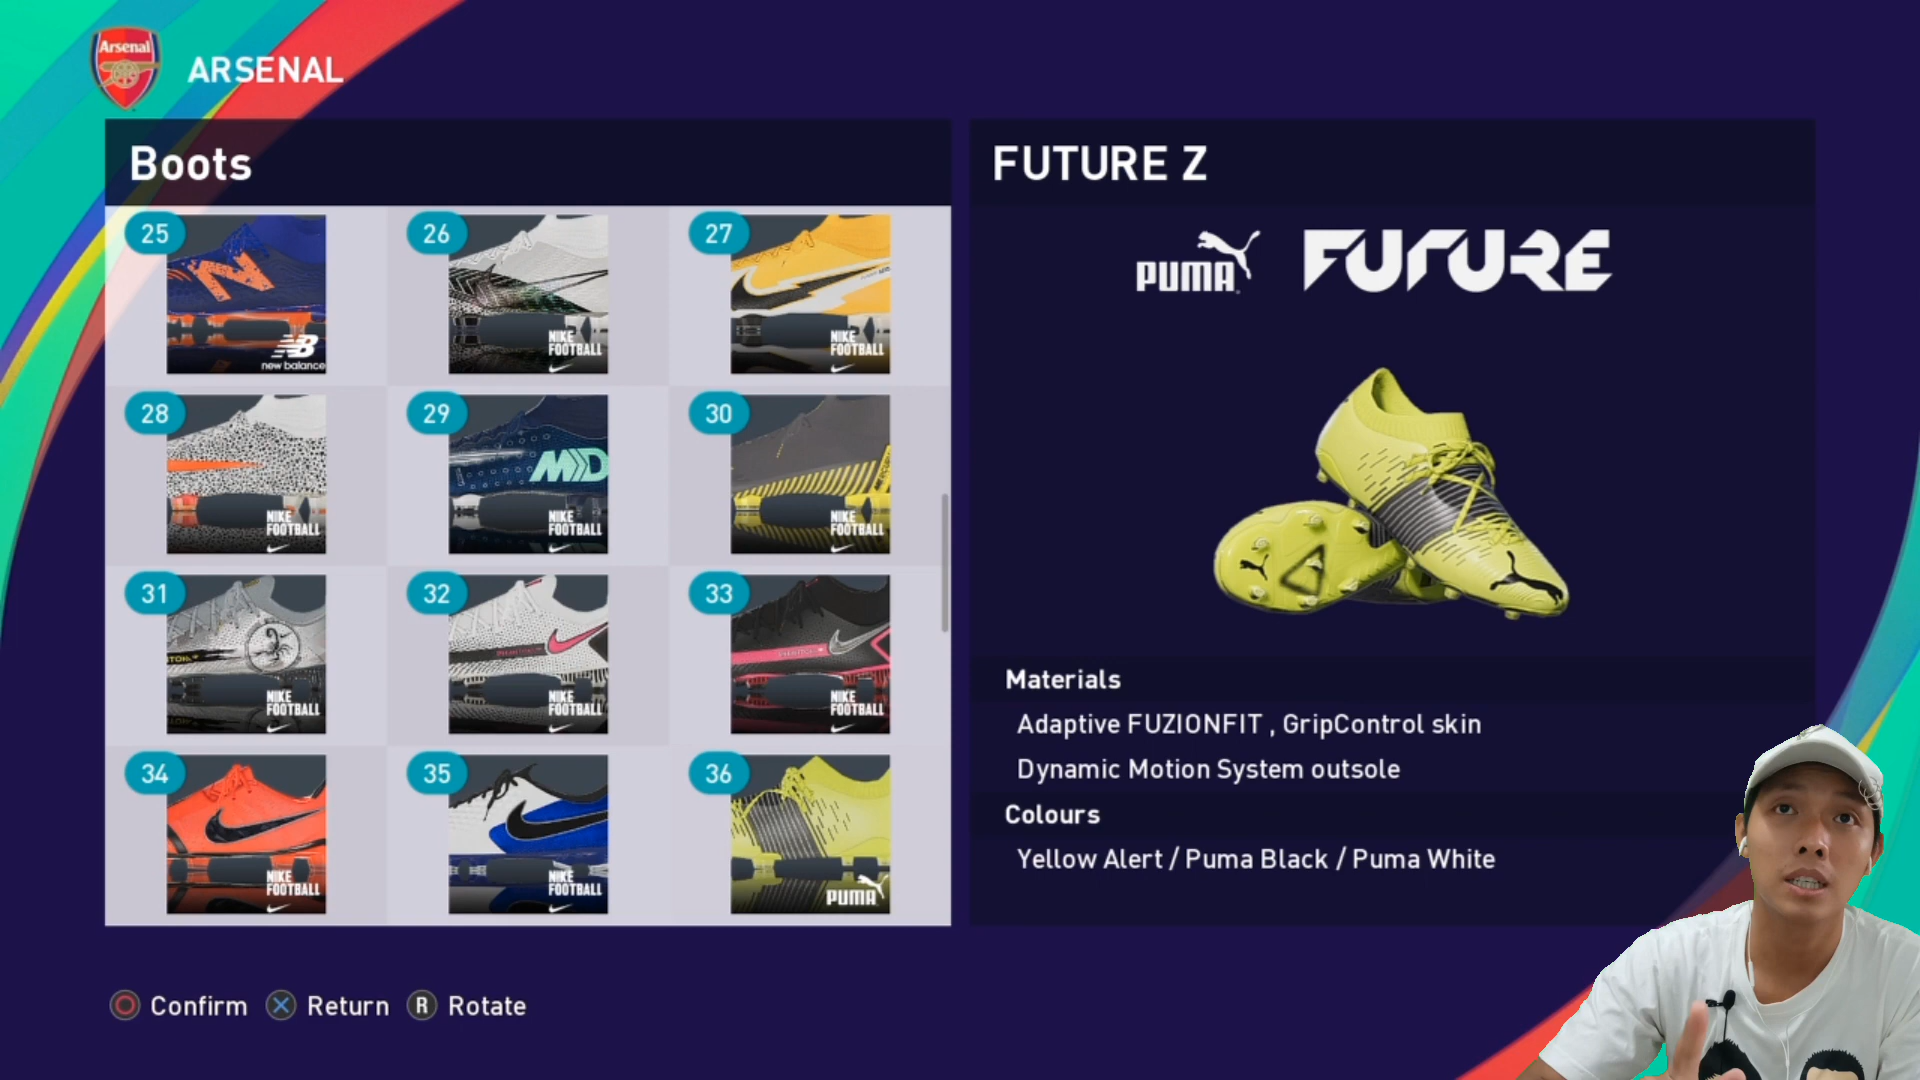 Arsenal
ARSENAL
Boots
25
new balance
26
NIKE
FOOTBALL
27
NIKE
FOOTBALL
28
NIKE
FOOTBALL
29
MD
NIKE
FOOTBALL
30
NIKE
FOOTBALL
31
NIKE
FOOTBALL
32
NIKE
FOOTBALL
33
NIKE
FOOTBALL
34
NIKE
FOOTBALL
35
NIKE
FOOTBALL
36
PUMA
FUTURE Z
PUMA FUTURE
Materials
Adaptive FUZIONFIT , GripControl skin
Dynamic Motion System outsole
Colours
Yellow Alert / Puma Black / Puma White
Confirm Return R Rotate